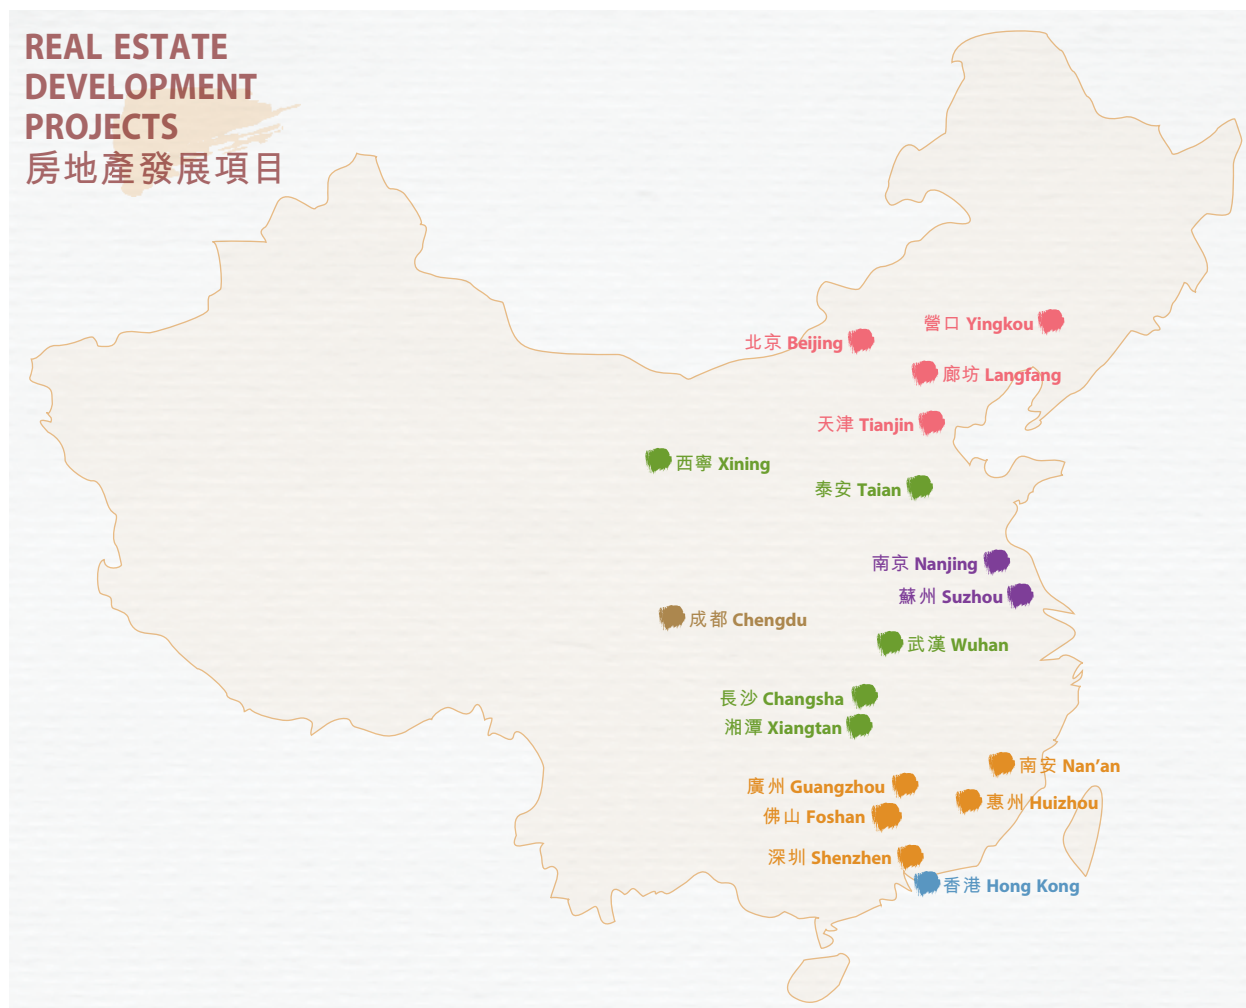 REAL ESTATE
DEVELOPMENT
PROJECTS
房地產發展項目
營口 Yingkou
北京 Beijing
廊坊 Langfang
天津 Tianjin
西寧 Xining
泰安 Taian
南京 Nanjing
蘇州 Suzhou
成都 Chengdu
武漢 Wuhan
長沙 Changsha
湘潭 Xiangtan
南安 Nan’an
廣州 Guangzhou
惠州 Huizhou
佛山 Foshan
深圳 Shenzhen
香港 Hong Kong